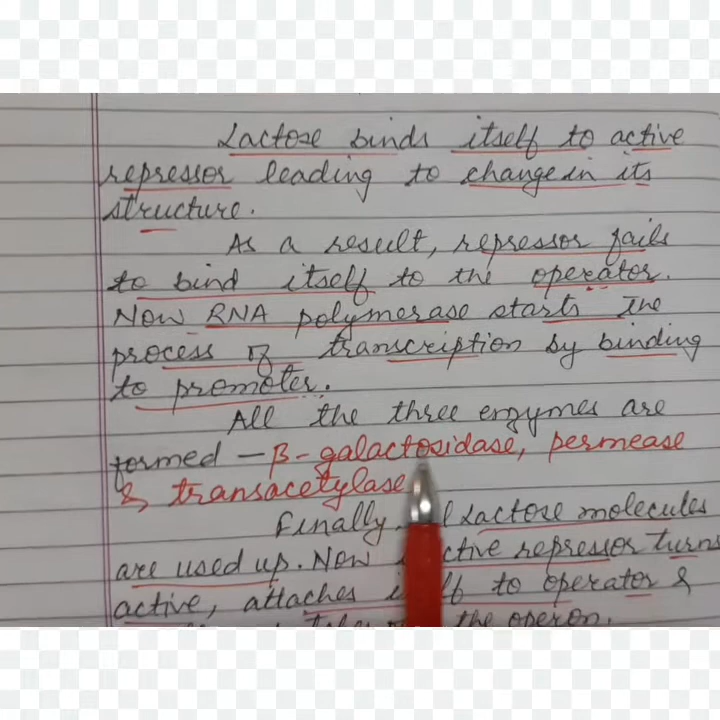 Lactose binds itself to active
repressor leading to change in its
structure.
As a result, repressor fails
to bind itself to the operator.
Now RNA polymerase starts the
process of transcription by binding
to promoter.
All the three enzymes are
formed - β-galactosidase, permease
& transacetylase
Finally, lactose molecules
are used up. Now repressor turns
active, attaches to operator &
the operon.